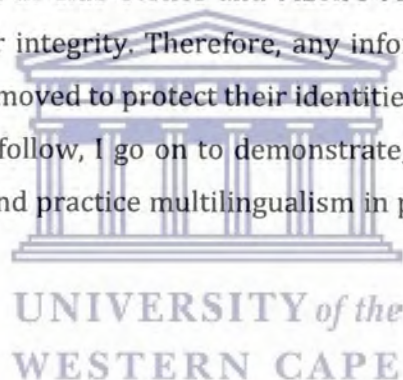 r integrity. Therefore, any infor
moved to protect their identitie
follow, I go on to demonstrate,
nd practice multilingualism in p
UNIVERSITY of the
WESTERN CAPE